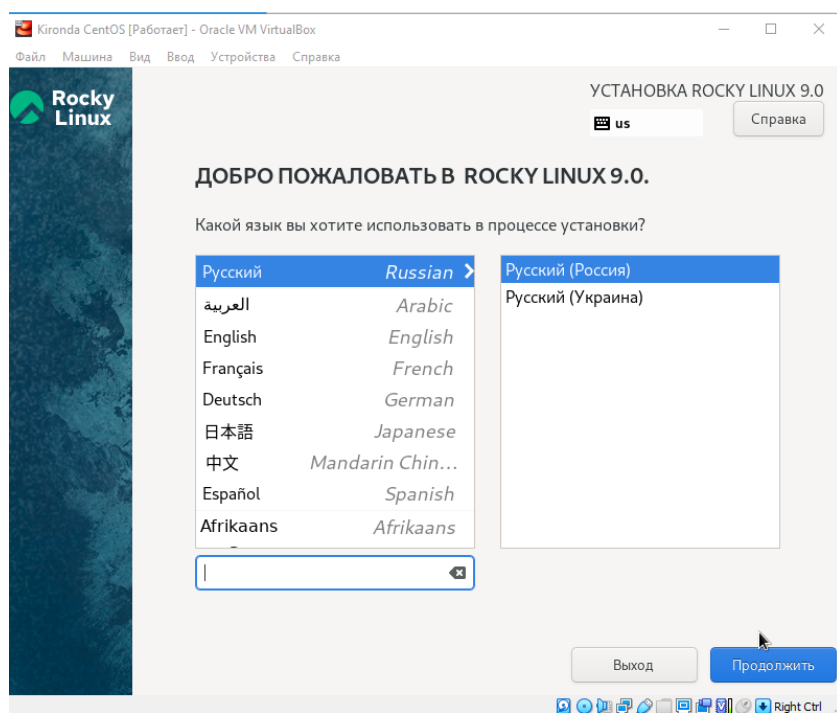 Kironda CentOS [Работает] - Oracle VM VirtualBox
Файл Машина Вид Ввод Устройства Справка
Rocky
Linux
УСТАНОВКА ROCKY LINUX 9.0
us
Справка
ДОБРО ПОЖАЛОВАТЬ В ROCKY LINUX 9.0.
Какой язык вы хотите использовать в процессе установки?
Русский Russian
العربية Arabic
English English
Français French
Deutsch German
日本語 Japanese
中文 Mandarin Chin...
Español Spanish
Afrikaans Afrikaans
Русский (Россия)
Русский (Украина)
Выход
Продолжить
Right Ctrl